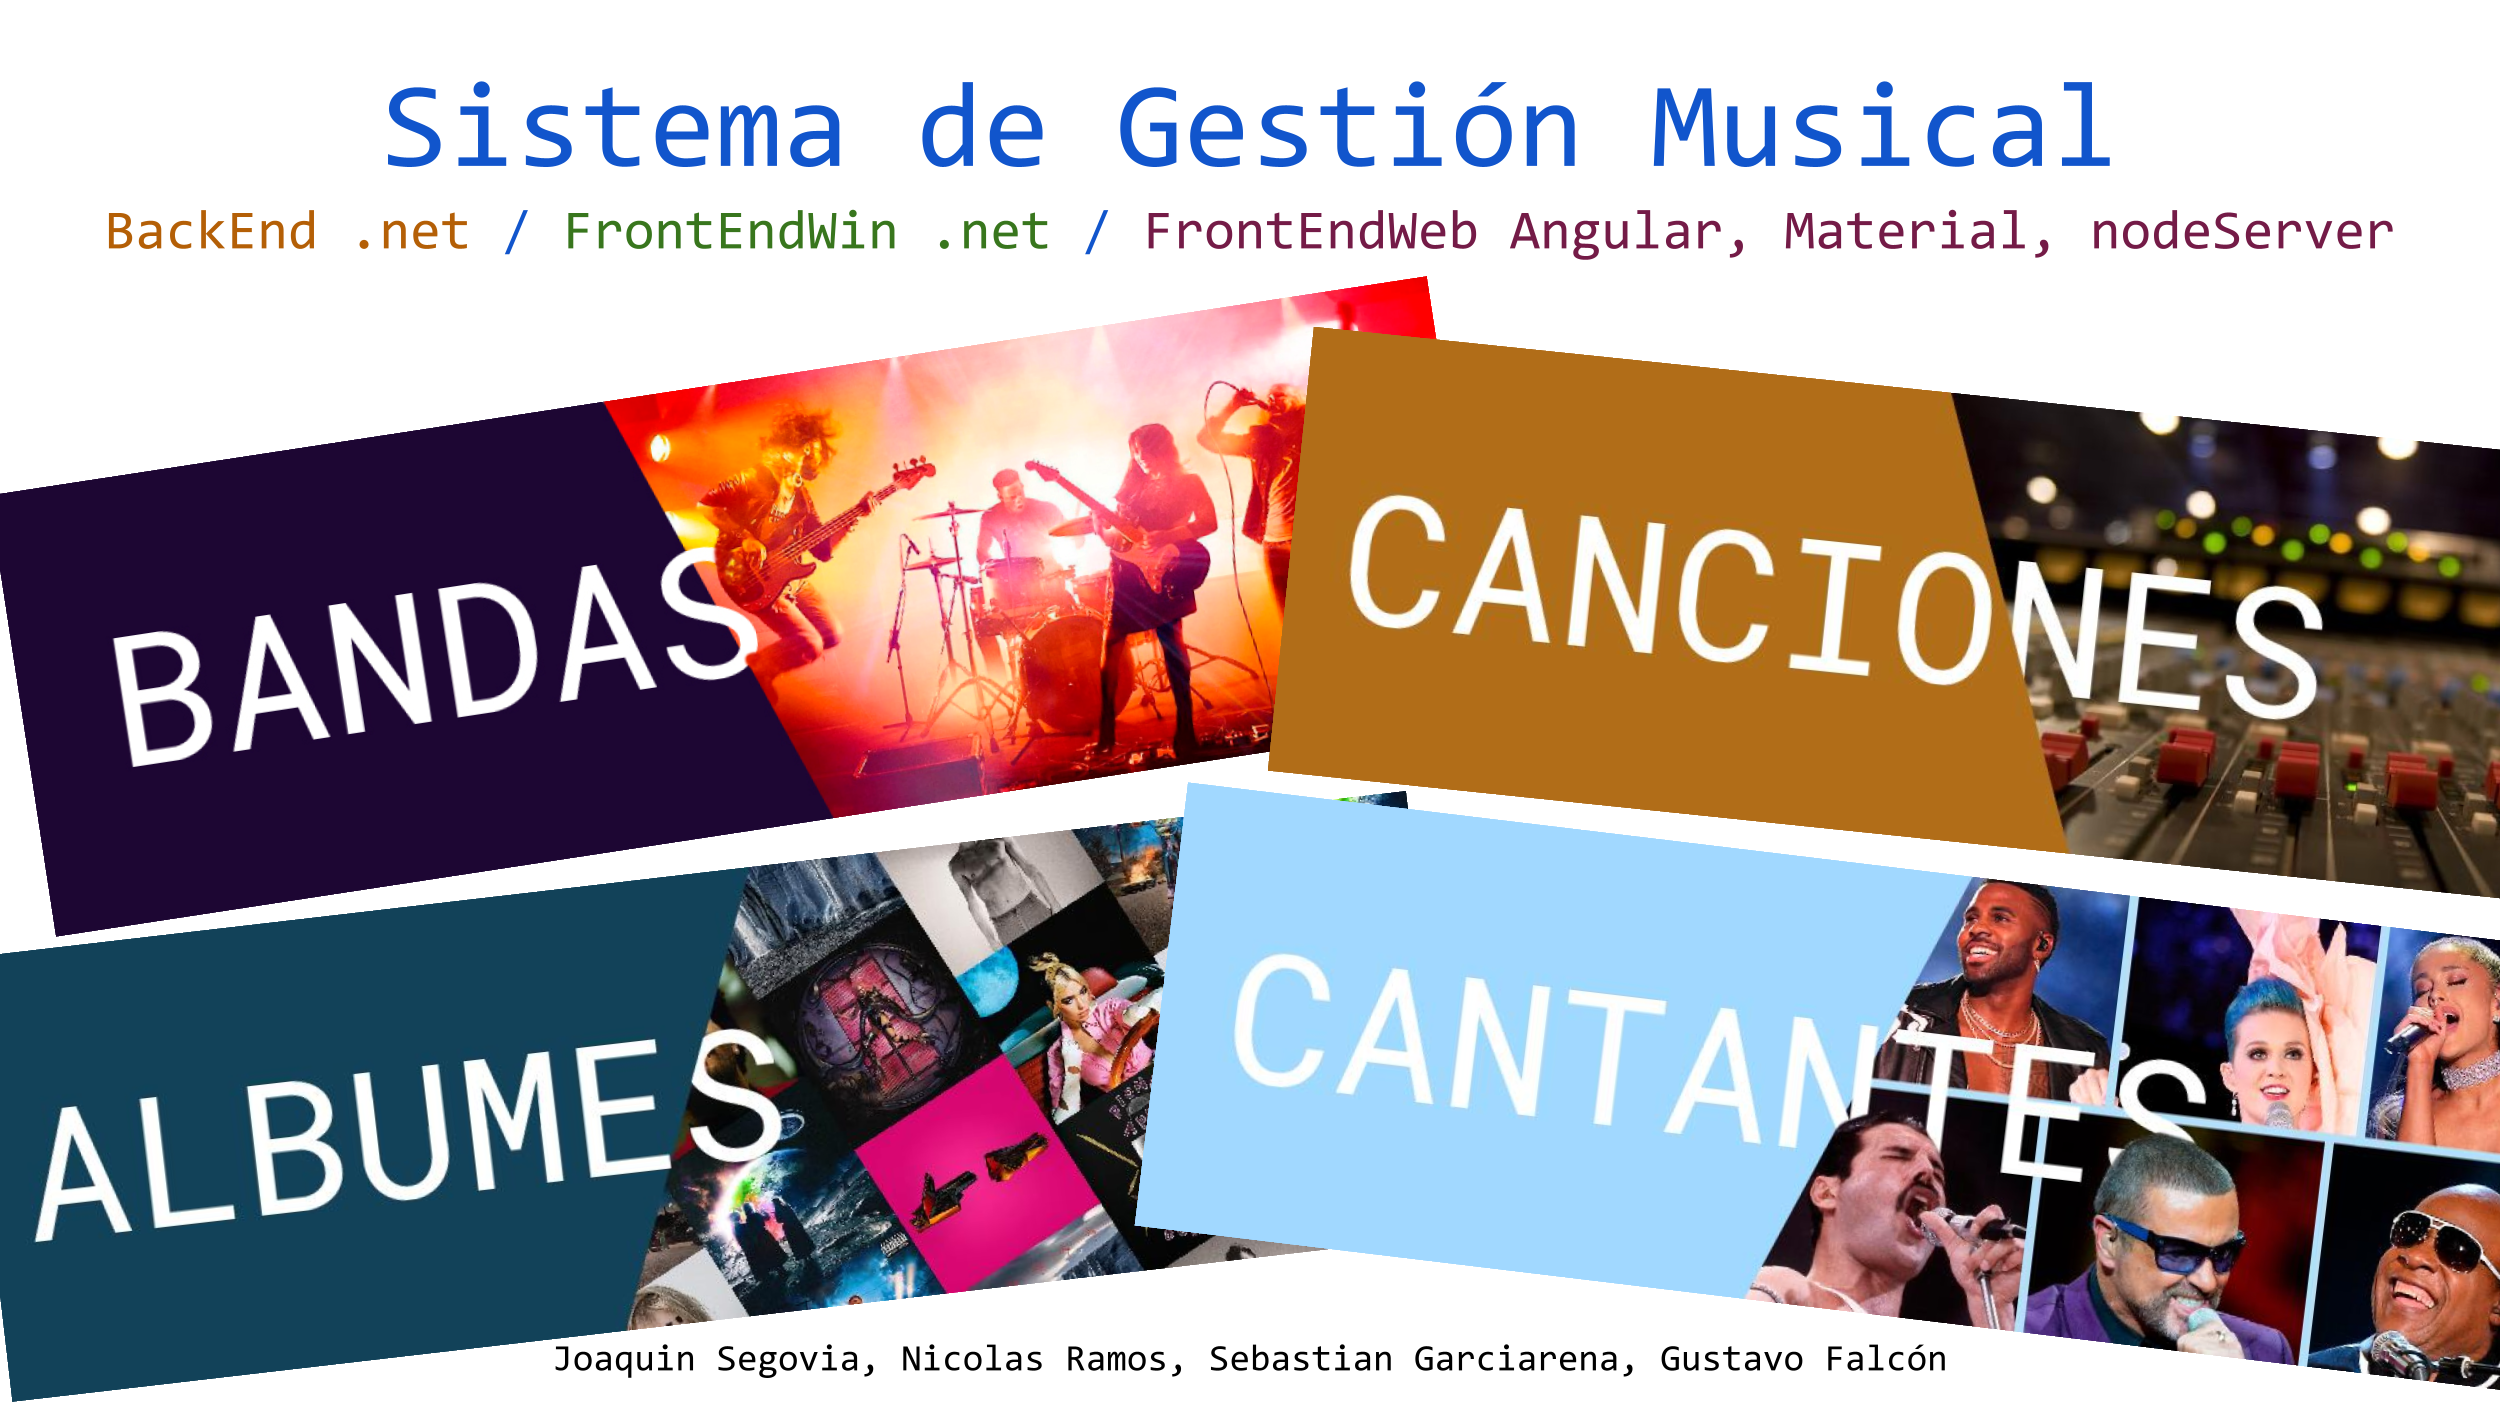 Sistema de Gestión Musical
BackEnd .net / FrontEndWin .net / FrontEndWeb Angular, Material, nodeServer
BANDAS
CANCIONES
ALBUMES
CANTANTES
Joaquin Segovia, Nicolas Ramos, Sebastian Garciarena, Gustavo Falcón